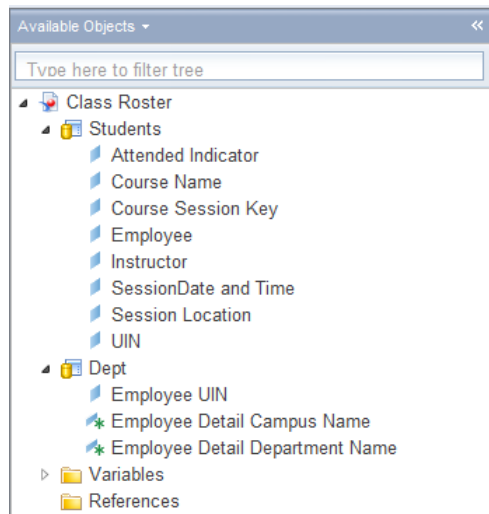 Available Objects
Type here to filter tree
Class Roster
Students
Attended Indicator
Course Name
Course Session Key
Employee
Instructor
SessionDate and Time
Session Location
UIN
Dept
Employee UIN
Employee Detail Campus Name
Employee Detail Department Name
Variables
References